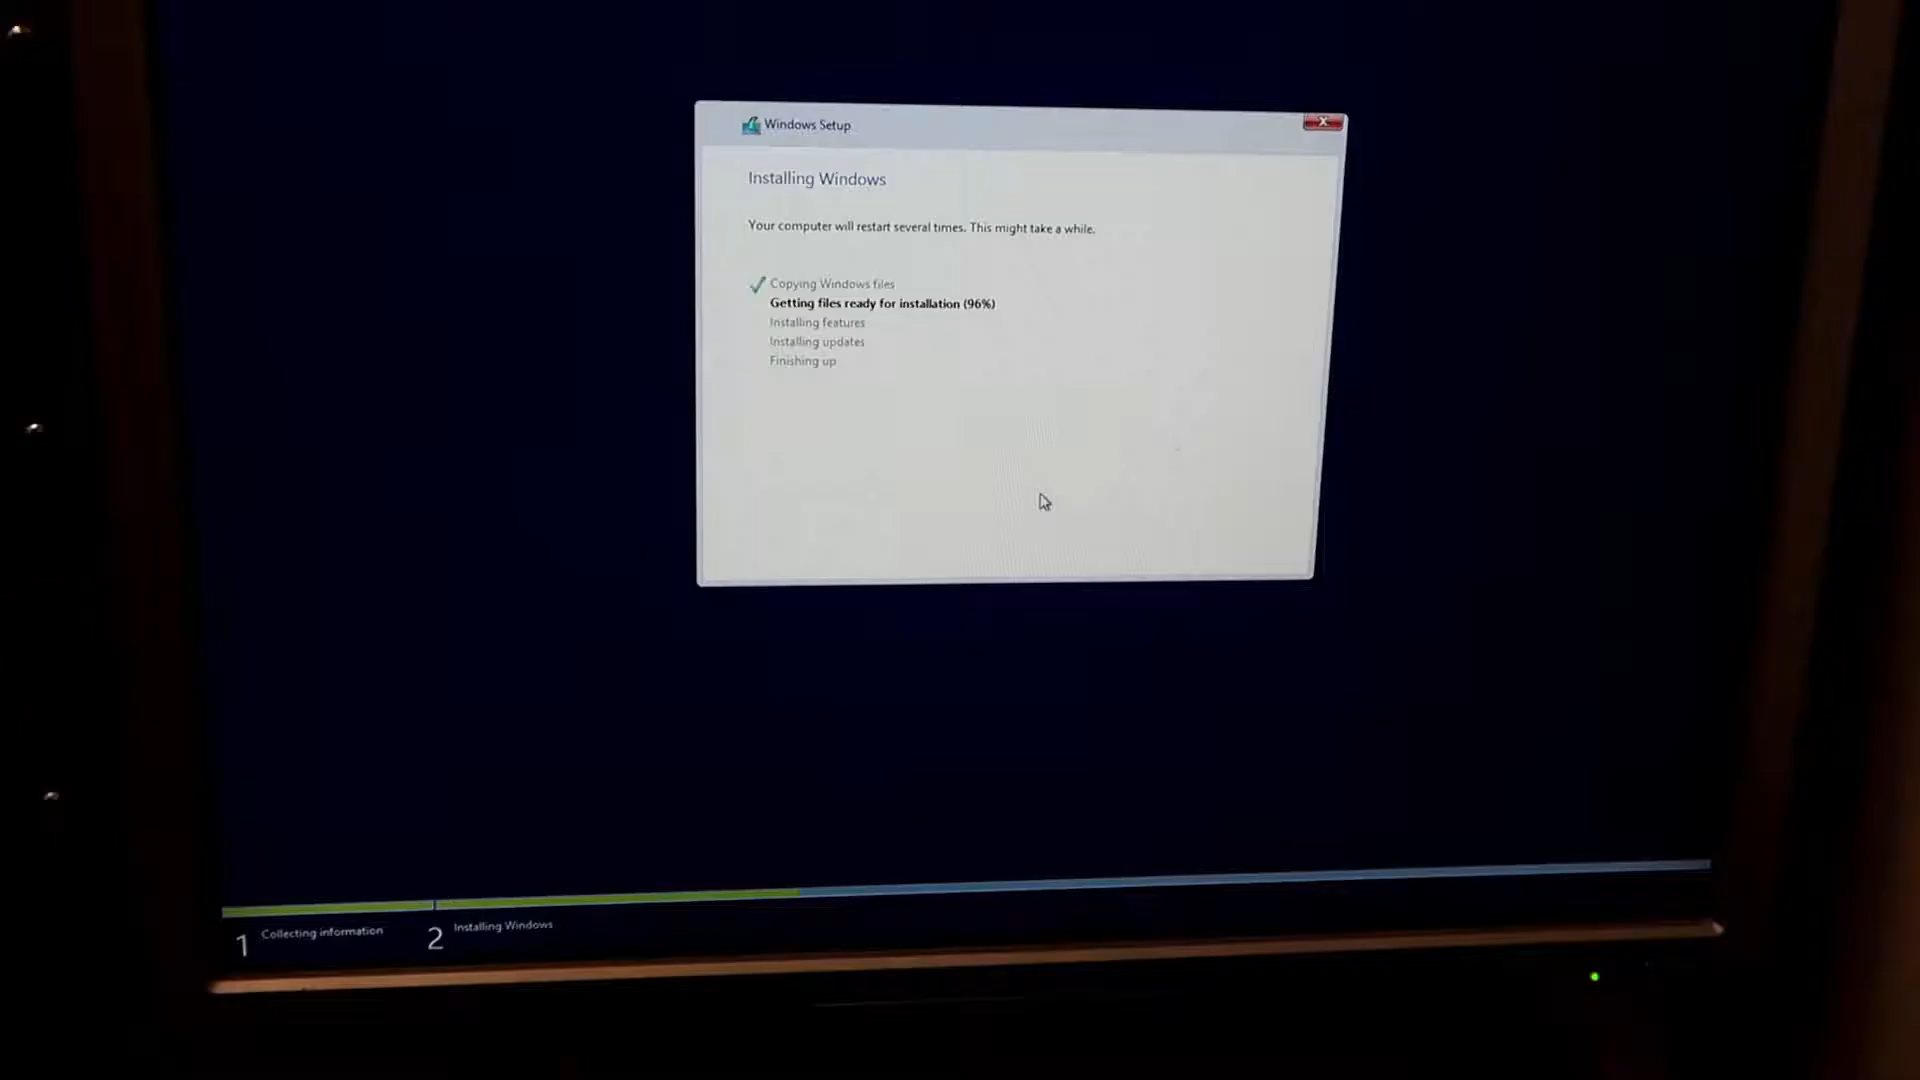 Windows Setup
Installing Windows
Your computer will restart several times. This might take a while.
Copying Windows files
Getting files ready for installation (96%)
Installing features
Installing updates
Finishing up
1 Collecting information
2 Installing Windows